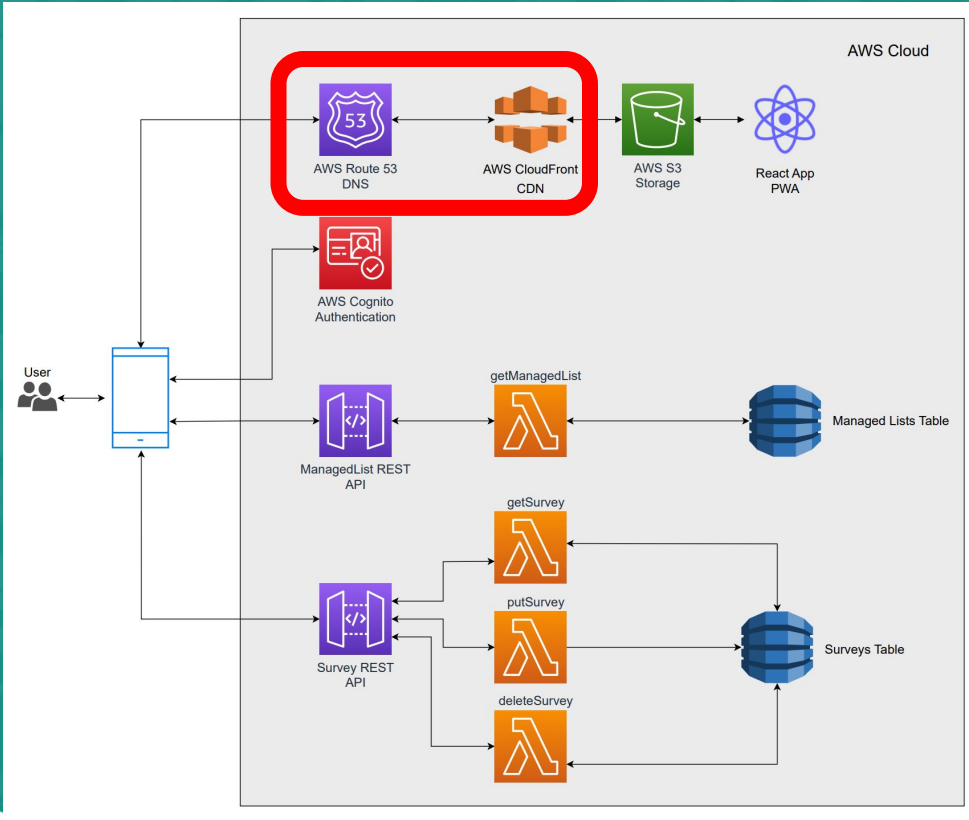 AWS Cloud
53
AWS Route 53
DNS
AWS CloudFront
CDN
AWS S3
Storage
React App
PWA
AWS Cognito
Authentication
User
getManagedList
</>
ManagedList REST
API
Managed Lists Table
getSurvey
putSurvey
</>
Survey REST
API
Surveys Table
deleteSurvey